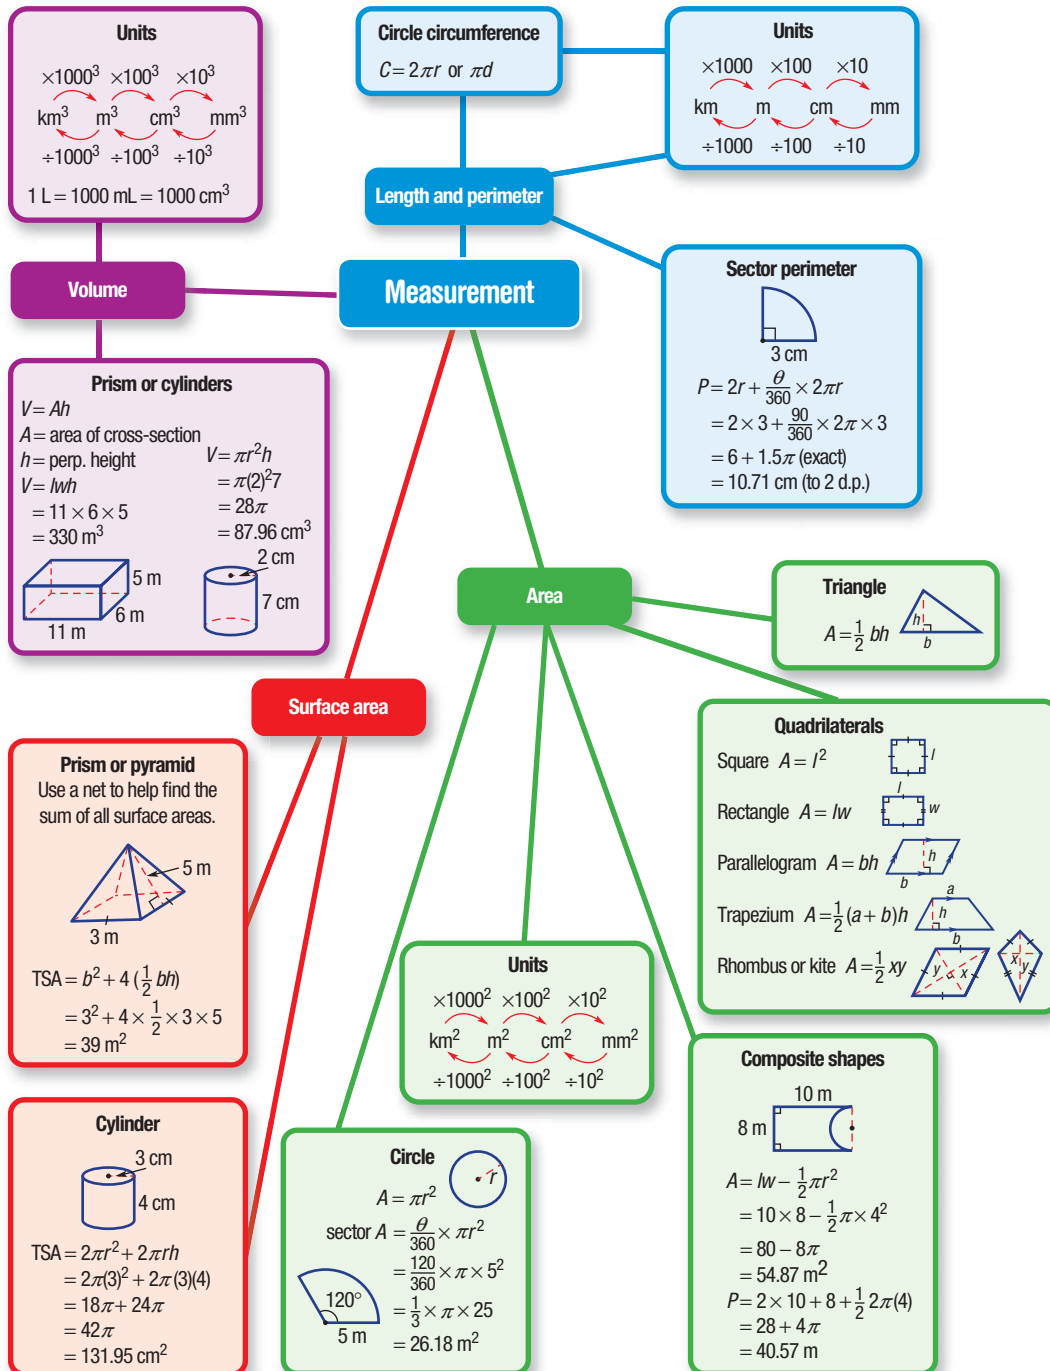 Units
×1000³ ×100³ ×10³
km³ m³ cm³ mm³
÷1000³ ÷100³ ÷10³
1 L = 1000 mL = 1000 cm³
Circle circumference
C = 2πr or πd
Units
×1000 ×100 ×10
km m cm mm
÷1000 ÷100 ÷10
Length and perimeter
Volume
Measurement
Sector perimeter
3 cm
P = 2r + θ/360 × 2πr
= 2 × 3 + 90/360 × 2π × 3
= 6 + 1.5π (exact)
= 10.71 cm (to 2 d.p.)
Prism or cylinders
V = Ah
A = area of cross-section
h = perp. height
V = lwh
= 11 × 6 × 5
= 330 m³
5 m
6 m
11 m
V = πr²h
= π(2)²7
= 28π
= 87.96 cm³
2 cm
7 cm
Area
Triangle
A = 1/2 bh
h
b
Surface area
Quadrilaterals
Square A = l²
l
Rectangle A = lw
l
w
Parallelogram A = bh
h
b
Trapezium A = 1/2 (a + b)h
a
h
b
Rhombus or kite A = 1/2 xy
y x
x y
Prism or pyramid
Use a net to help find the
sum of all surface areas.
5 m
3 m
TSA = b² + 4 (1/2 bh)
= 3² + 4 × 1/2 × 3 × 5
= 39 m²
Units
×1000² ×100² ×10²
km² m² cm² mm²
÷1000² ÷100² ÷10²
Composite shapes
10 m
8 m
A = lw − 1/2 πr²
= 10 × 8 − 1/2 π × 4²
= 80 − 8π
= 54.87 m²
P = 2 × 10 + 8 + 1/2 2π(4)
= 28 + 4π
= 40.57 m
Cylinder
3 cm
4 cm
TSA = 2πr² + 2πrh
= 2π(3)² + 2π(3)(4)
= 18π + 24π
= 42π
= 131.95 cm²
Circle
A = πr²
r
sector A = θ/360 × πr²
= 120/360 × π × 5²
= 1/3 × π × 25
= 26.18 m²
120°
5 m